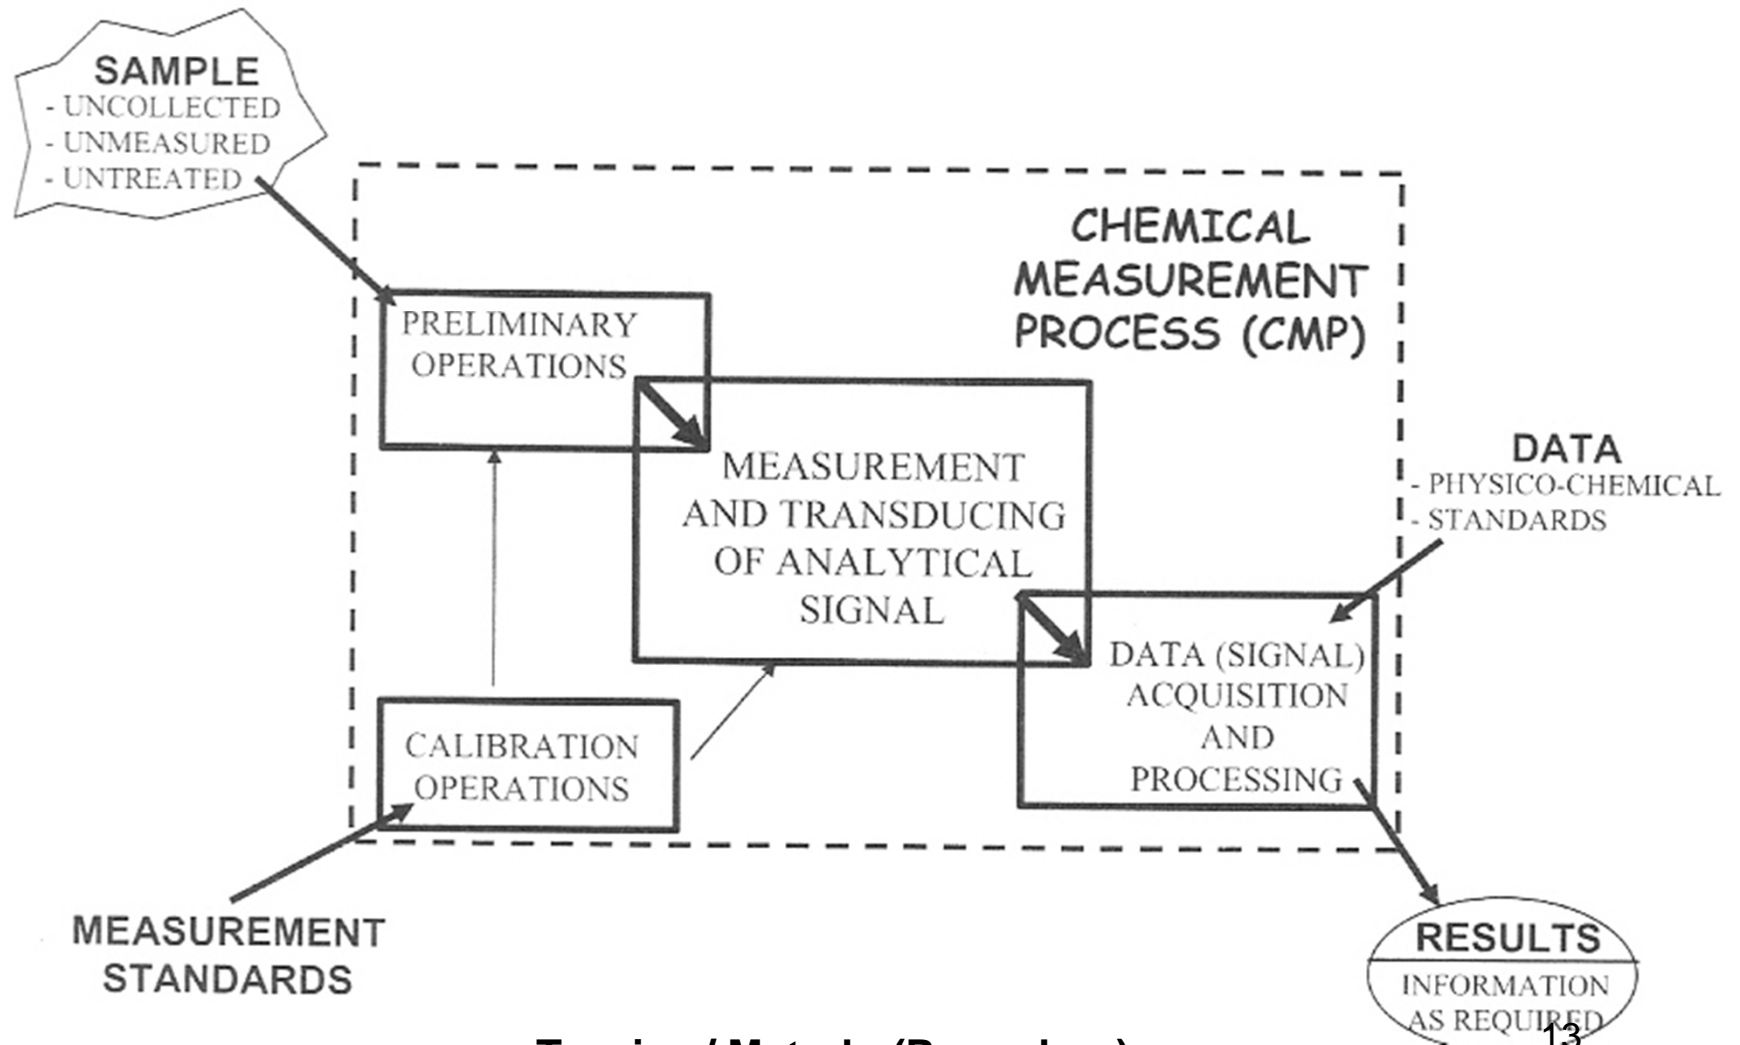 SAMPLE
- UNCOLLECTED
- UNMEASURED
- UNTREATED
CHEMICAL
MEASUREMENT
PROCESS (CMP)
PRELIMINARY
OPERATIONS
MEASUREMENT
AND TRANSDUCING
OF ANALYTICAL
SIGNAL
DATA
- PHYSICO-CHEMICAL
- STANDARDS
DATA (SIGNAL)
ACQUISITION
AND
PROCESSING
CALIBRATION
OPERATIONS
MEASUREMENT
STANDARDS
RESULTS
INFORMATION
AS REQUIRED
13